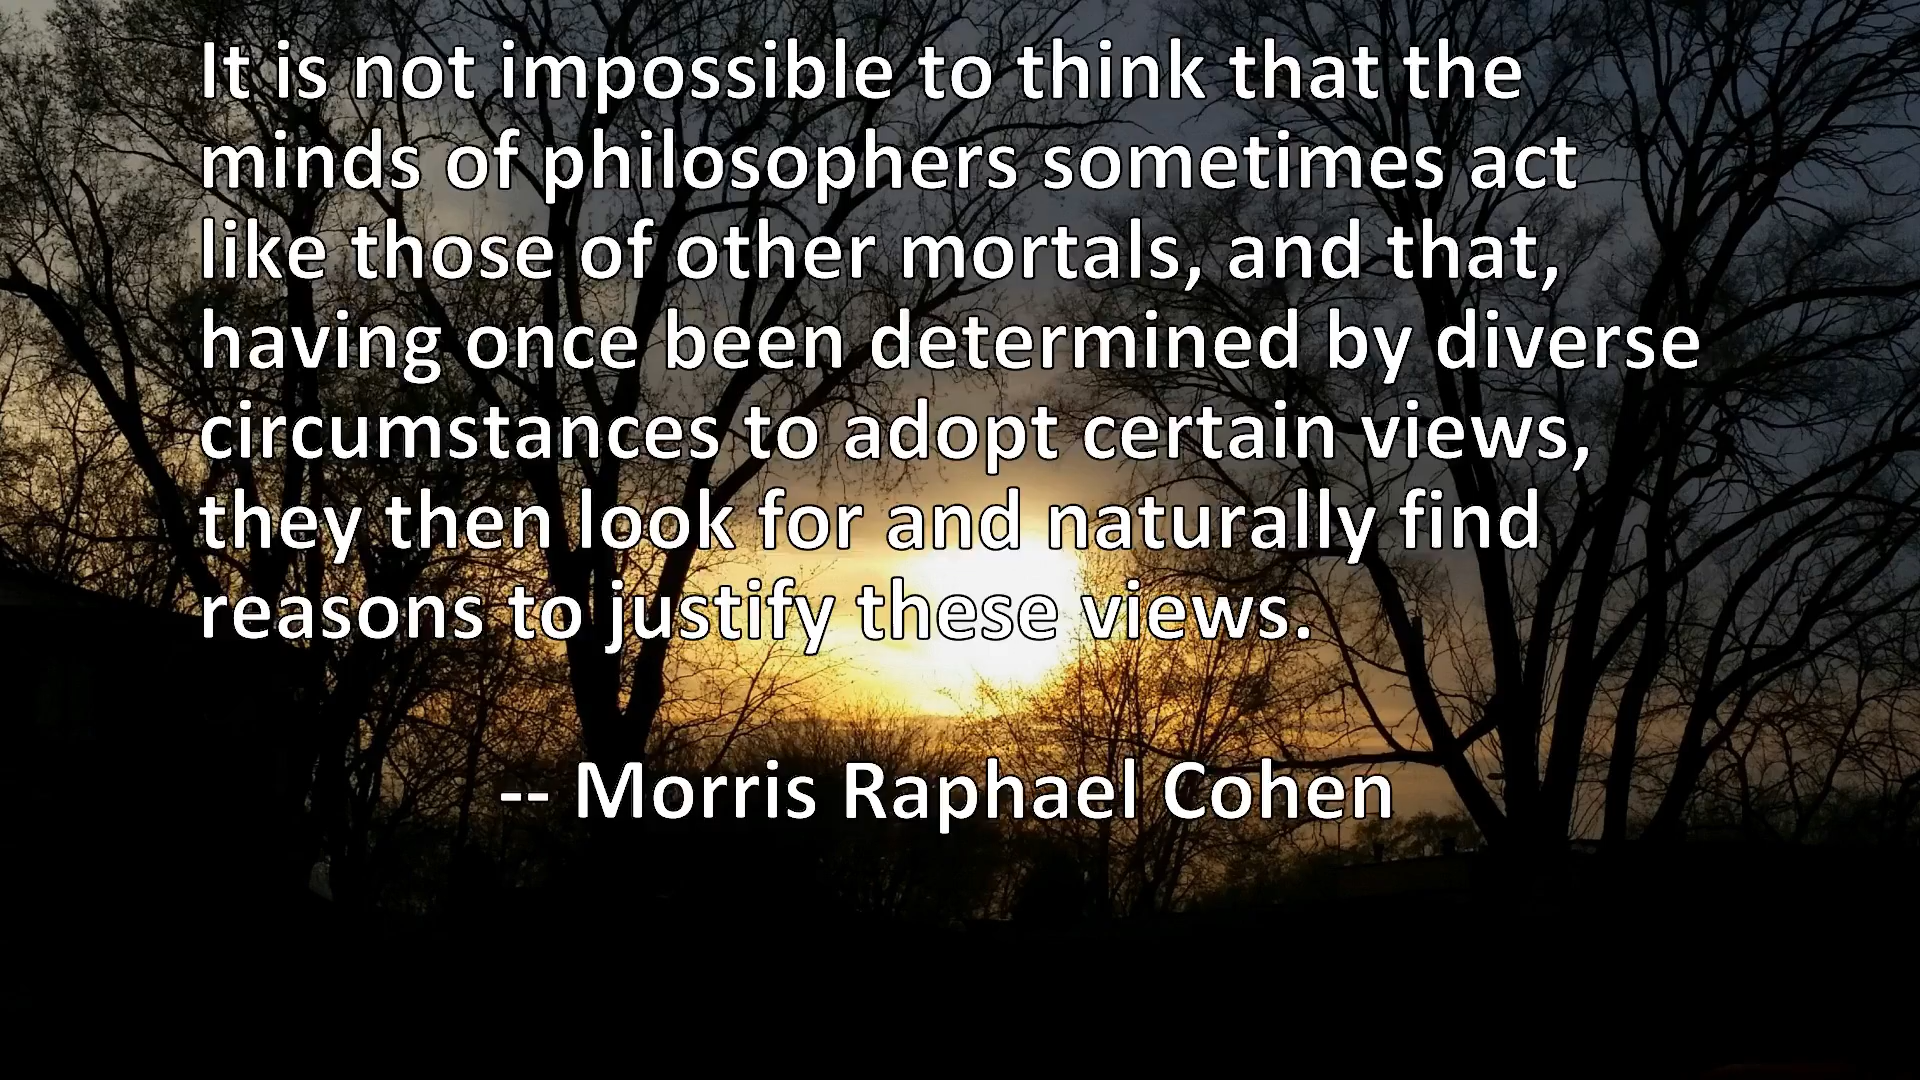 It is not impossible to think that the
minds of philosophers sometimes act
like those of other mortals, and that,
having once been determined by diverse
circumstances to adopt certain views,
they then look for and naturally find
reasons to justify these views.
-- Morris Raphael Cohen